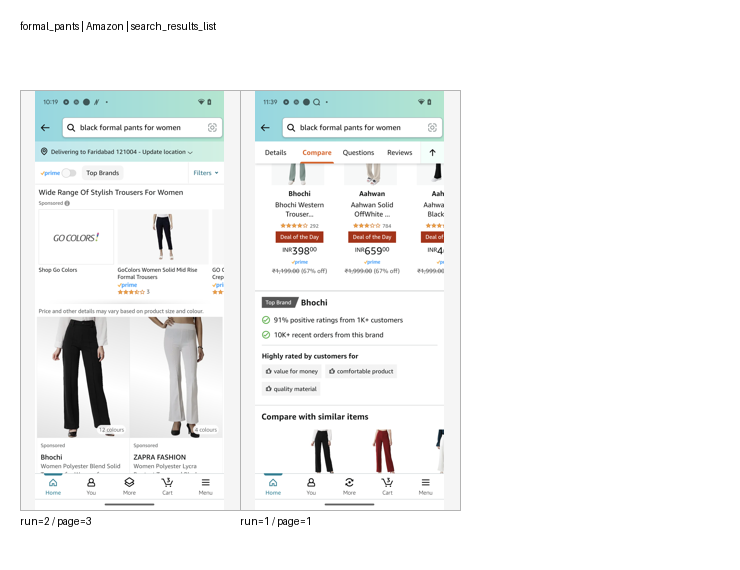 formal_pants | Amazon | search_results_list
10:19
black formal pants for women
Delivering to Faridabad 121004 - Update location
prime
Top Brands
Filters
Wide Range Of Stylish Trousers For Women
Sponsored
GO COLORS!
Shop Go Colors
GoColors Women Solid Mid Rise
Formal Trousers
prime
3
GO C
Crep
prim
Price and other details may vary based on product size and colour.
12 colours
4 colours
Sponsored
Bhochi
Women Polyester Blend Solid
Sponsored
ZAPRA FASHION
Women Polyester Lycra
Home
You
More
3
Cart
Menu
run=2 / page=3
11:39
black formal pants for women
Details
Compare
Questions
Reviews
Bhochi
Bhochi Western
Trouser...
292
Deal of the Day
INR39800
prime
₹1,199.00 (67% off)
Aahwan
Aahwan Solid
OffWhite ...
784
Deal of the Day
INR65900
prime
₹1,999.00 (67% off)
Aah
Aahwa
Black
Deal of
INR4
prim
₹1,999.00
Top Brand
Bhochi
91% positive ratings from 1K+ customers
10K+ recent orders from this brand
Highly rated by customers for
value for money
comfortable product
quality material
Compare with similar items
Home
You
More
3
Cart
Menu
run=1 / page=1